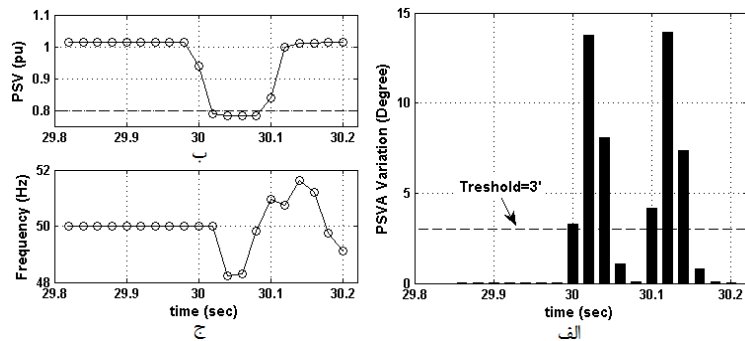 PSV (pu)
1.1
1
0.9
0.8
29.8 29.9 30 30.1 30.2
ب
Frequency (Hz)
52
50
48
29.8 29.9 30 30.1 30.2
time (sec)
ج
PSVA Variation (Degree)
15
10
5
0
Treshold=3'
29.8 29.9 30 30.1 30.2
time (sec)
الف